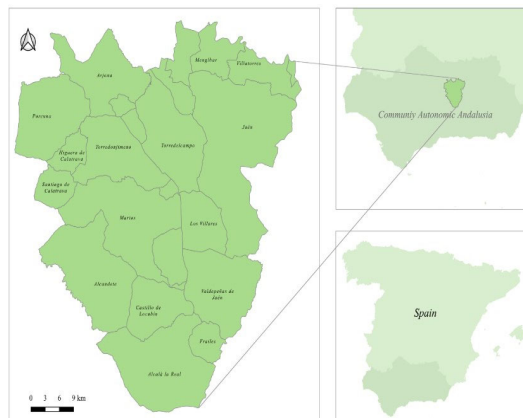 Mengíbar
Villatorres
Arjona
Porcuna
Jaén
Torredonjimeno
Torredelcampo
Higuera de
Calatrava
Santiago de
Calatrava
Martos
Los Villares
Alcaudete
Valdepeñas de
Jaén
Castillo de
Locubín
Frailes
Alcalá la Real
0 3 6 9 km
Communiy Autonomic Andalusia
Spain